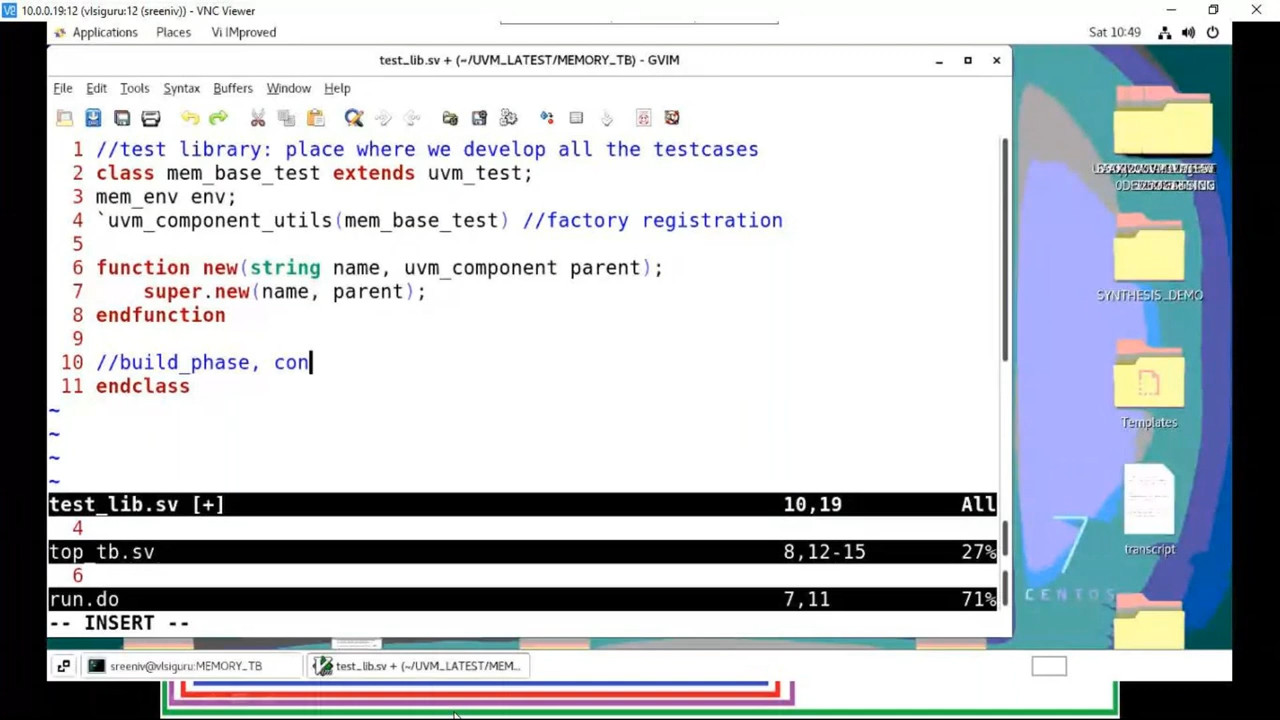 10.0.0.19:12 (vlsiguru:12 (sreeniv)) - VNC Viewer
Applications Places Vi IMproved Sat 10:49
test_lib.sv + (~/UVM_LATEST/MEMORY_TB) - GVIM
File Edit Tools Syntax Buffers Window Help
1 //test library: place where we develop all the testcases
2 class mem_base_test extends uvm_test;
3 mem_env env;
4 `uvm_component_utils(mem_base_test) //factory registration
5
6 function new(string name, uvm_component parent);
7 super.new(name, parent);
8 endfunction
9
10 //build_phase, con
11 endclass
~
~
~
~
test_lib.sv [+] 10,19 All
4
top_tb.sv 8,12-15 27%
6
run.do 7,11 71%
-- INSERT --
SYNTHESIS_DEMO
Templates
transcript
7
CENTOS
sreeniv@vlsiguru:MEMORY_TB
test_lib.sv + (~/UVM_LATEST/MEM...